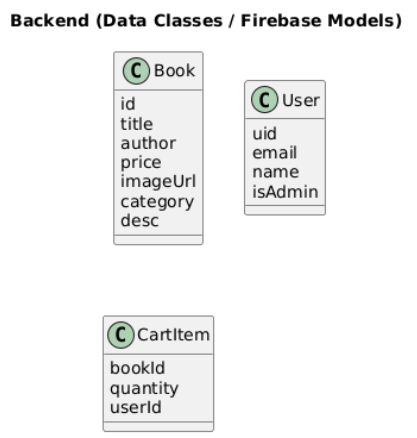 Backend (Data Classes / Firebase Models)
C Book
id
title
author
price
imageUrl
category
desc
C User
uid
email
name
isAdmin
C CartItem
bookId
quantity
userId